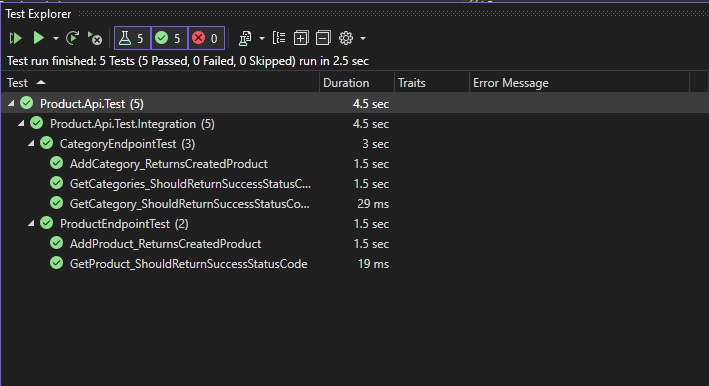 Test Explorer
5 5 0
Test run finished: 5 Tests (5 Passed, 0 Failed, 0 Skipped) run in 2.5 sec
Test Duration Traits Error Message
Product.Api.Test (5) 4.5 sec
Product.Api.Test.Integration (5) 4.5 sec
CategoryEndpointTest (3) 3 sec
AddCategory_ReturnsCreatedProduct 1.5 sec
GetCategories_ShouldReturnSuccessStatusC... 1.5 sec
GetCategory_ShouldReturnSuccessStatusCo... 29 ms
ProductEndpointTest (2) 1.5 sec
AddProduct_ReturnsCreatedProduct 1.5 sec
GetProduct_ShouldReturnSuccessStatusCode 19 ms